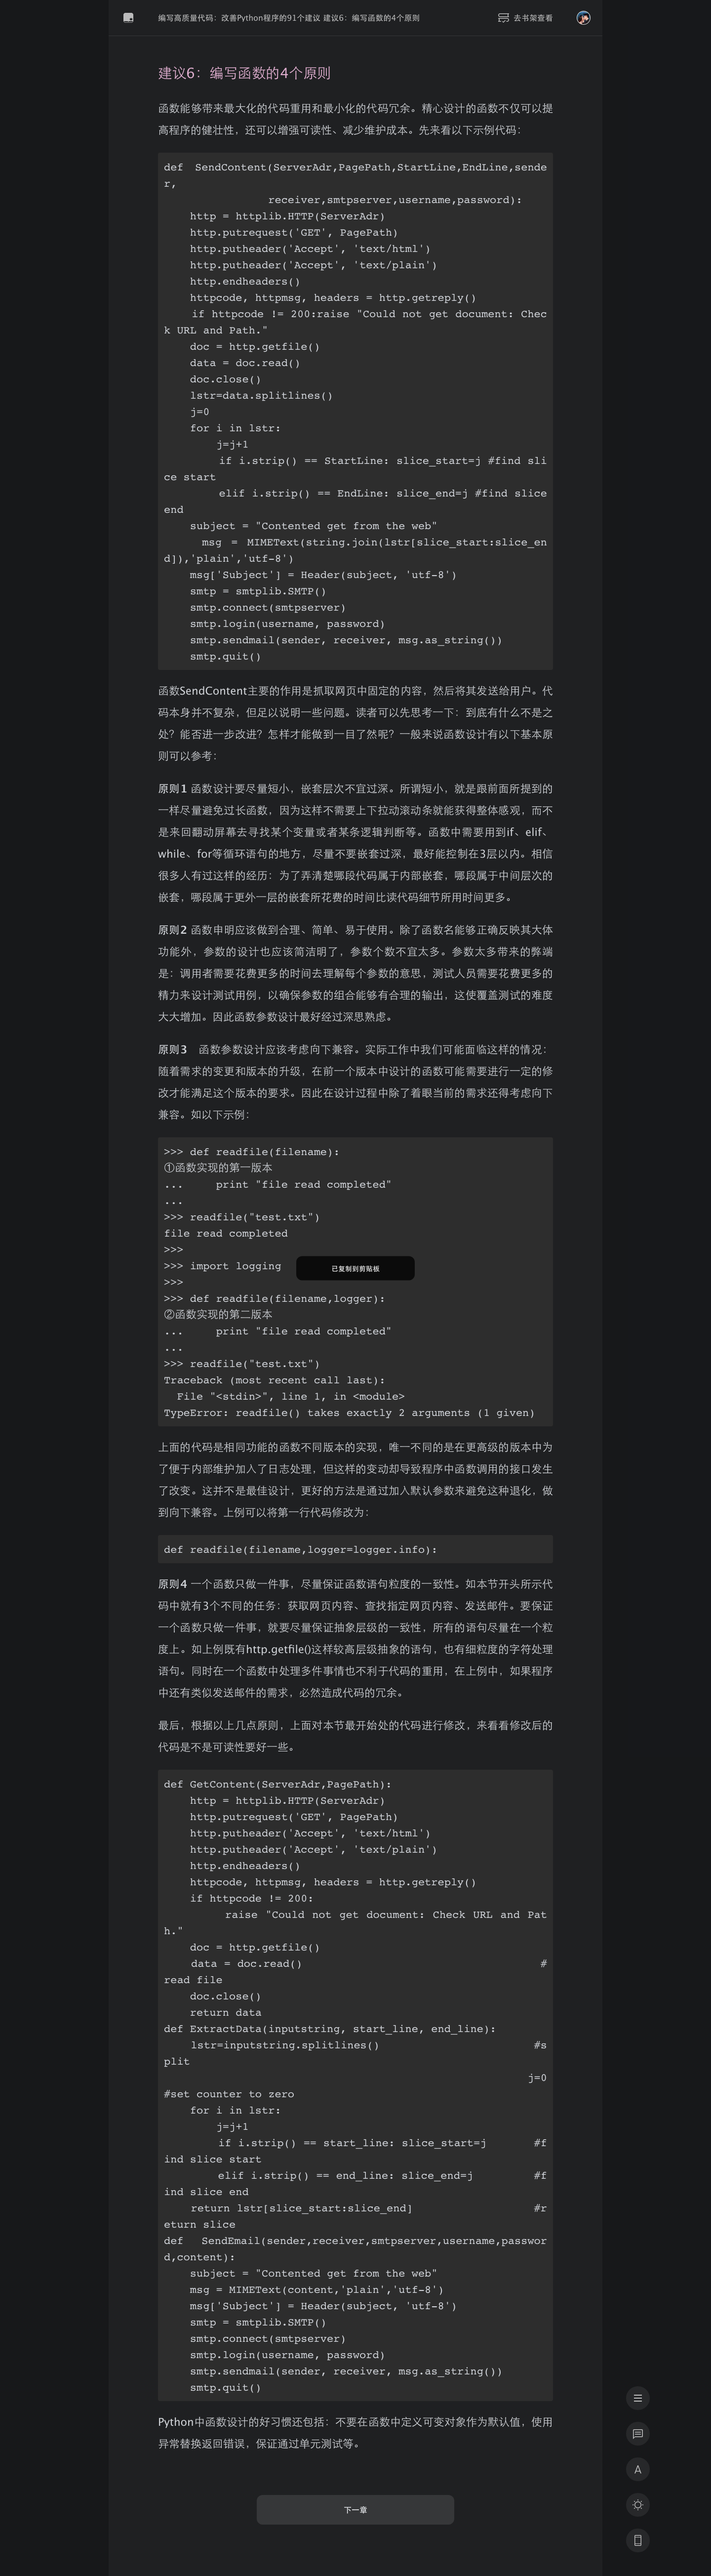 编写高质量代码：改善Python程序的91个建议 建议6：编写函数的4个原则
去书架查看
建议6：编写函数的4个原则
函数能够带来最大化的代码重用和最小化的代码冗余。精心设计的函数不仅可以提
高程序的健壮性，还可以增强可读性、减少维护成本。先来看以下示例代码：
def SendContent(ServerAdr,PagePath,StartLine,EndLine,sende
r,
                receiver,smtpserver,username,password):
    http = httplib.HTTP(ServerAdr)
    http.putrequest('GET', PagePath)
    http.putheader('Accept', 'text/html')
    http.putheader('Accept', 'text/plain')
    http.endheaders()
    httpcode, httpmsg, headers = http.getreply()
    if httpcode != 200:raise "Could not get document: Chec
k URL and Path."
    doc = http.getfile()
    data = doc.read()
    doc.close()
    lstr=data.splitlines()
    j=0
    for i in lstr:
        j=j+1
        if i.strip() == StartLine: slice_start=j #find sli
ce start
        elif i.strip() == EndLine: slice_end=j #find slice
end
    subject = "Contented get from the web"
    msg = MIMEText(string.join(lstr[slice_start:slice_en
d]),'plain','utf-8')
    msg['Subject'] = Header(subject, 'utf-8')
    smtp = smtplib.SMTP()
    smtp.connect(smtpserver)
    smtp.login(username, password)
    smtp.sendmail(sender, receiver, msg.as_string())
    smtp.quit()
函数SendContent主要的作用是抓取网页中固定的内容，然后将其发送给用户。代
码本身并不复杂，但足以说明一些问题。读者可以先思考一下：到底有什么不是之
处？能否进一步改进？怎样才能做到一目了然呢？一般来说函数设计有以下基本原
则可以参考：
原则1 函数设计要尽量短小，嵌套层次不宜过深。所谓短小，就是跟前面所提到的
一样尽量避免过长函数，因为这样不需要上下拉动滚动条就能获得整体感观，而不
是来回翻动屏幕去寻找某个变量或者某条逻辑判断等。函数中需要用到if、elif、
while、for等循环语句的地方，尽量不要嵌套过深，最好能控制在3层以内。相信
很多人有过这样的经历：为了弄清楚哪段代码属于内部嵌套，哪段属于中间层次的
嵌套，哪段属于更外一层的嵌套所花费的时间比读代码细节所用时间更多。
原则2 函数申明应该做到合理、简单、易于使用。除了函数名能够正确反映其大体
功能外，参数的设计也应该简洁明了，参数个数不宜太多。参数太多带来的弊端
是：调用者需要花费更多的时间去理解每个参数的意思，测试人员需要花费更多的
精力来设计测试用例，以确保参数的组合能够有合理的输出，这使覆盖测试的难度
大大增加。因此函数参数设计最好经过深思熟虑。
原则3　函数参数设计应该考虑向下兼容。实际工作中我们可能面临这样的情况：
随着需求的变更和版本的升级，在前一个版本中设计的函数可能需要进行一定的修
改才能满足这个版本的要求。因此在设计过程中除了着眼当前的需求还得考虑向下
兼容。如以下示例：
>>> def readfile(filename):
①函数实现的第一版本
...     print "file read completed"
...
>>> readfile("test.txt")
file read completed
>>>
>>> import logging
已复制到剪贴板
>>>
>>> def readfile(filename,logger):
②函数实现的第二版本
...     print "file read completed"
...
>>> readfile("test.txt")
Traceback (most recent call last):
  File "<stdin>", line 1, in <module>
TypeError: readfile() takes exactly 2 arguments (1 given)
上面的代码是相同功能的函数不同版本的实现，唯一不同的是在更高级的版本中为
了便于内部维护加入了日志处理，但这样的变动却导致程序中函数调用的接口发生
了改变。这并不是最佳设计，更好的方法是通过加入默认参数来避免这种退化，做
到向下兼容。上例可以将第一行代码修改为：
def readfile(filename,logger=logger.info):
原则4 一个函数只做一件事，尽量保证函数语句粒度的一致性。如本节开头所示代
码中就有3个不同的任务：获取网页内容、查找指定网页内容、发送邮件。要保证
一个函数只做一件事，就要尽量保证抽象层级的一致性，所有的语句尽量在一个粒
度上。如上例既有http.getfile()这样较高层级抽象的语句，也有细粒度的字符处理
语句。同时在一个函数中处理多件事情也不利于代码的重用，在上例中，如果程序
中还有类似发送邮件的需求，必然造成代码的冗余。
最后，根据以上几点原则，上面对本节最开始处的代码进行修改，来看看修改后的
代码是不是可读性要好一些。
def GetContent(ServerAdr,PagePath):
    http = httplib.HTTP(ServerAdr)
    http.putrequest('GET', PagePath)
    http.putheader('Accept', 'text/html')
    http.putheader('Accept', 'text/plain')
    http.endheaders()
    httpcode, httpmsg, headers = http.getreply()
    if httpcode != 200:
        raise "Could not get document: Check URL and Pat
h."
    doc = http.getfile()
    data = doc.read()                                    #
read file
    doc.close()
    return data
def ExtractData(inputstring, start_line, end_line):
    lstr=inputstring.splitlines()                       #s
plit
                                                       j=0
#set counter to zero
    for i in lstr:
        j=j+1
        if i.strip() == start_line: slice_start=j       #f
ind slice start
        elif i.strip() == end_line: slice_end=j         #f
ind slice end
    return lstr[slice_start:slice_end]                  #r
eturn slice
def SendEmail(sender,receiver,smtpserver,username,passwor
d,content):
    subject = "Contented get from the web"
    msg = MIMEText(content,'plain','utf-8')
    msg['Subject'] = Header(subject, 'utf-8')
    smtp = smtplib.SMTP()
    smtp.connect(smtpserver)
    smtp.login(username, password)
    smtp.sendmail(sender, receiver, msg.as_string())
    smtp.quit()
Python中函数设计的好习惯还包括：不要在函数中定义可变对象作为默认值，使用
异常替换返回错误，保证通过单元测试等。
A
下一章